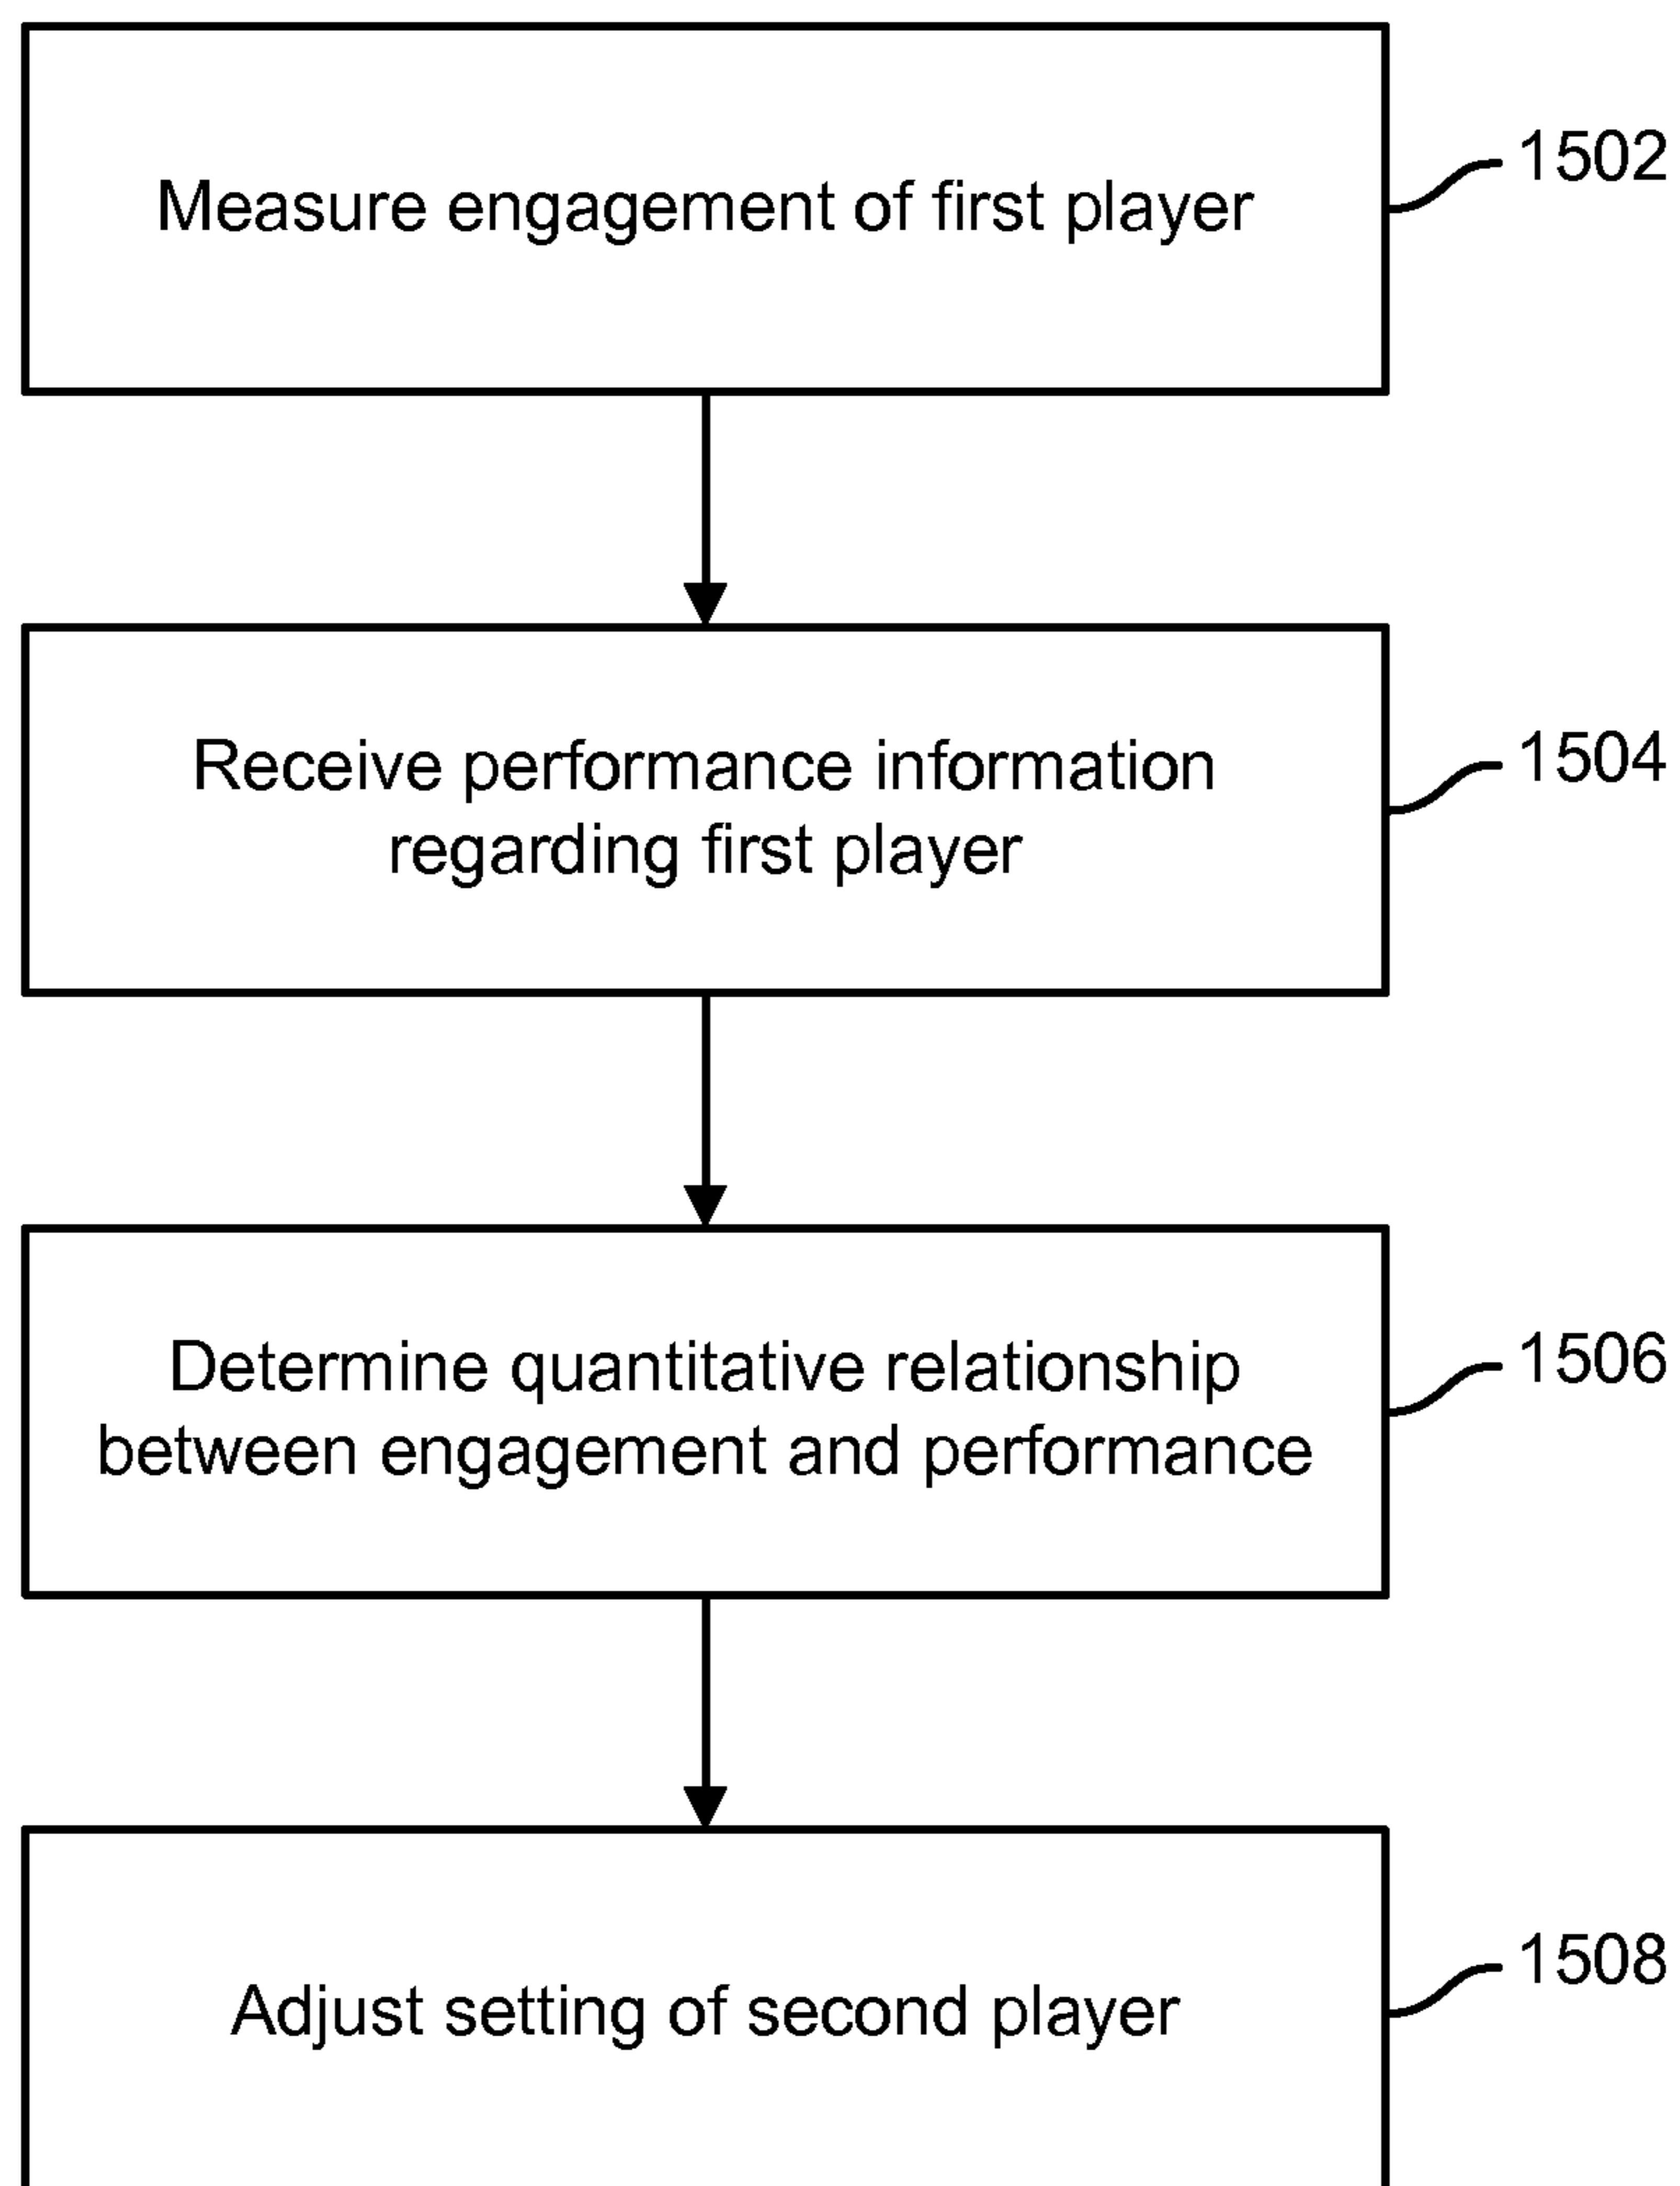 Measure engagement of first player
1502
Receive performance information
regarding first player
1504
Determine quantitative relationship
between engagement and performance
1506
Adjust setting of second player
1508